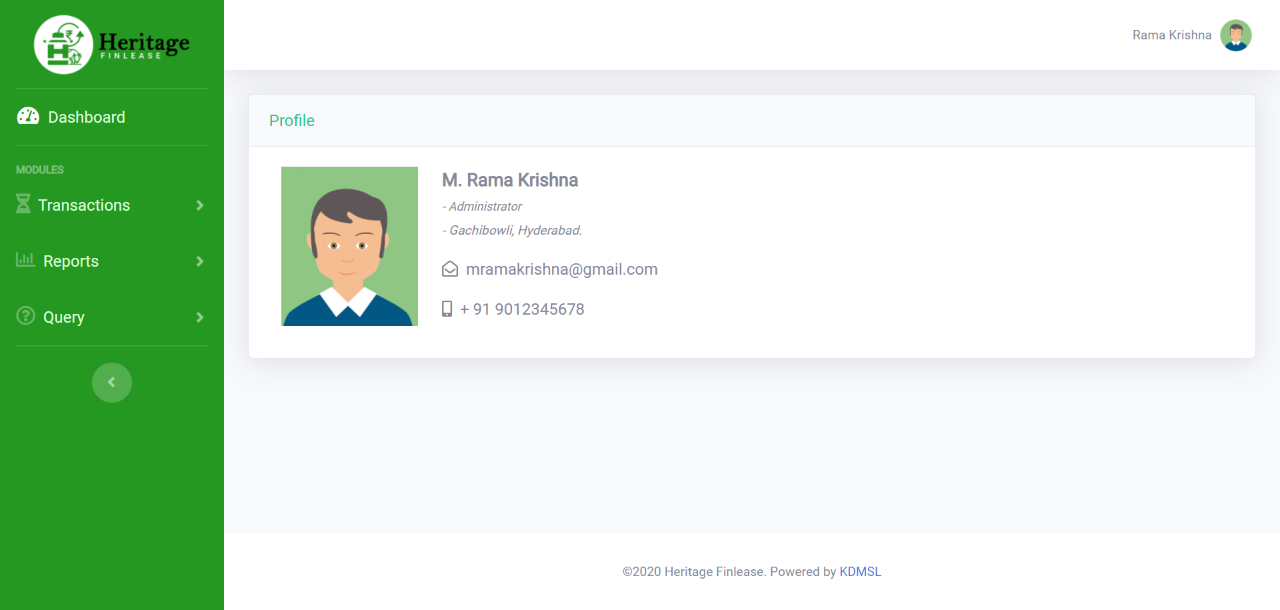 Heritage
FINLEASE
Rama Krishna
Dashboard
MODULES
Transactions
Reports
Query
Profile
M. Rama Krishna
- Administrator
- Gachibowli, Hyderabad.
mramakrishna@gmail.com
+ 91 9012345678
©2020 Heritage Finlease. Powered by KDMSL